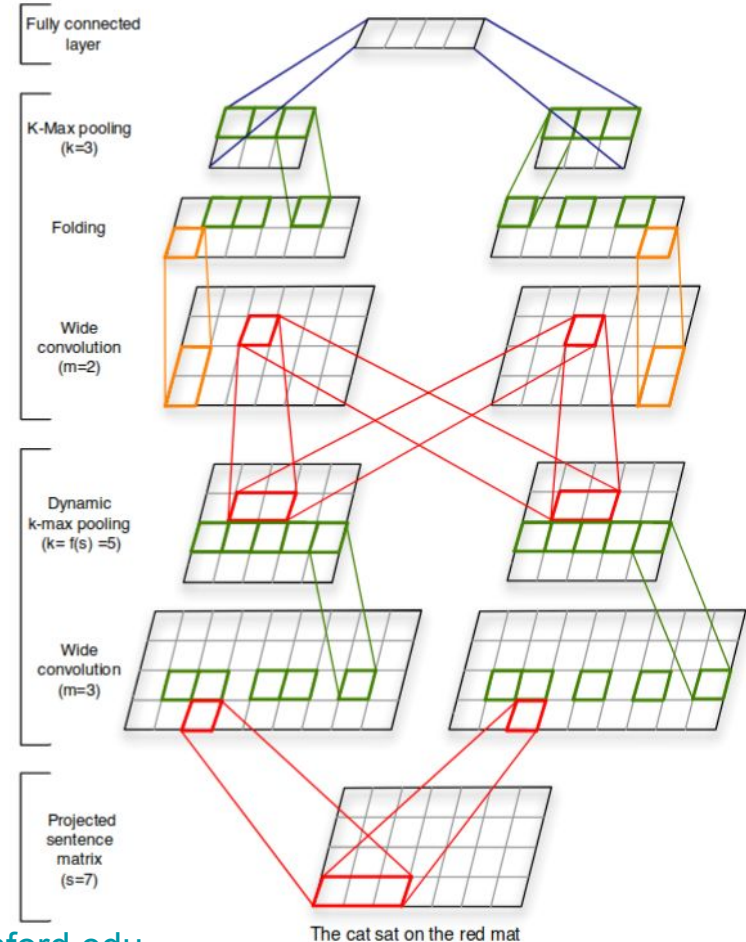 Fully connected
layer
K-Max pooling
(k=3)
Folding
Wide
convolution
(m=2)
Dynamic
k-max pooling
(k= f(s) =5)
Wide
convolution
(m=3)
Projected
sentence
matrix
(s=7)
The cat sat on the red mat